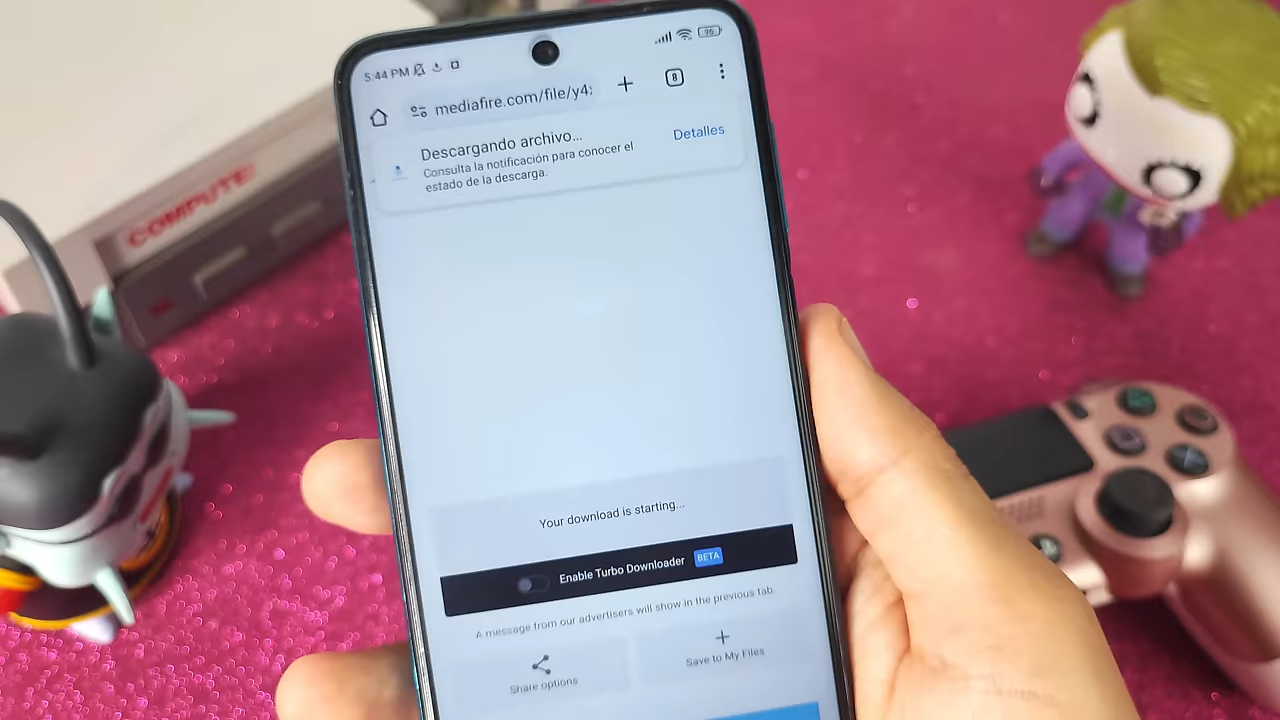 5:44 PM
95
mediafire.com/file/y4
8
Descargando archivo...
Detalles
Consulta la notificación para conocer el
estado de la descarga.
COMPUTE
Your download is starting...
Enable Turbo Downloader BETA
A message from our advertisers will show in the previous tab
Share options
Save to My Files